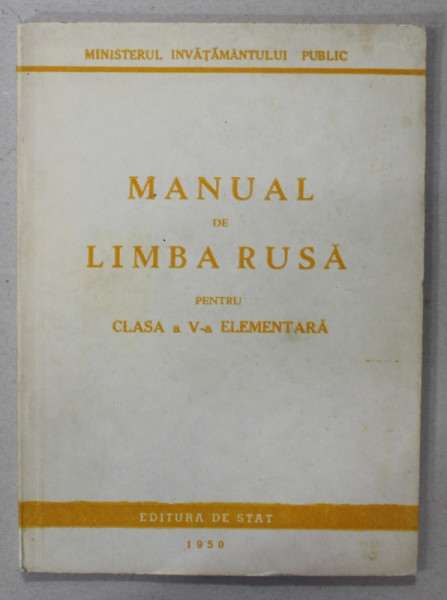 MINISTERUL INVĂȚĂMÂNTULUI PUBLIC
MANUAL
DE
LIMBA RUSĂ
PENTRU
CLASA a V-a ELEMENTARĂ
EDITURA DE STAT
1950